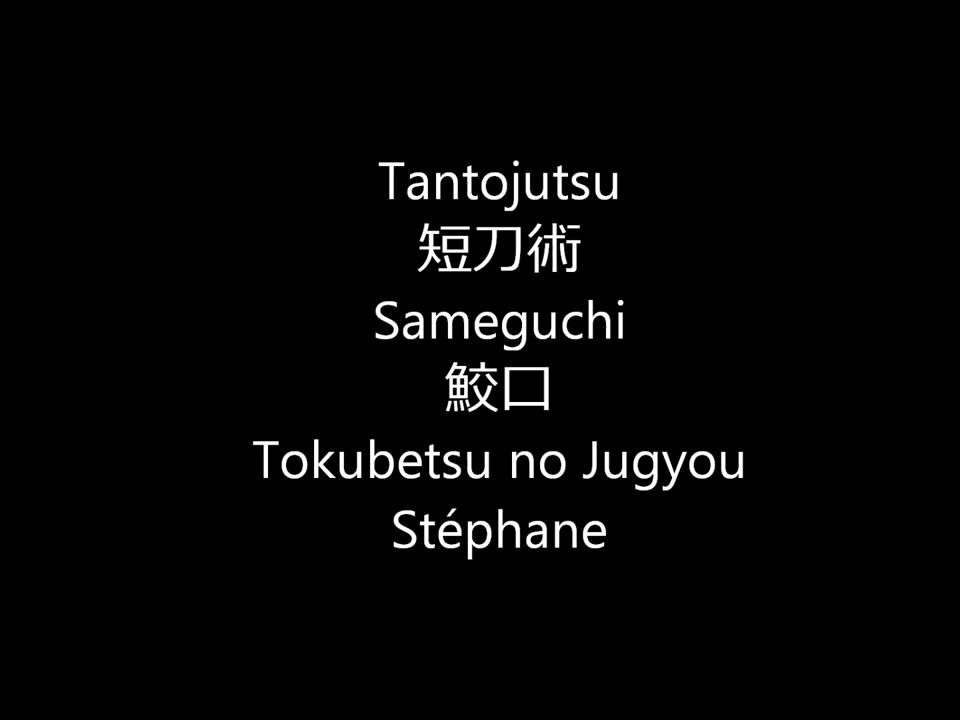 Tantojutsu
短刀術
Sameguchi
鮫口
Tokubetsu no Jugyou
Stéphane